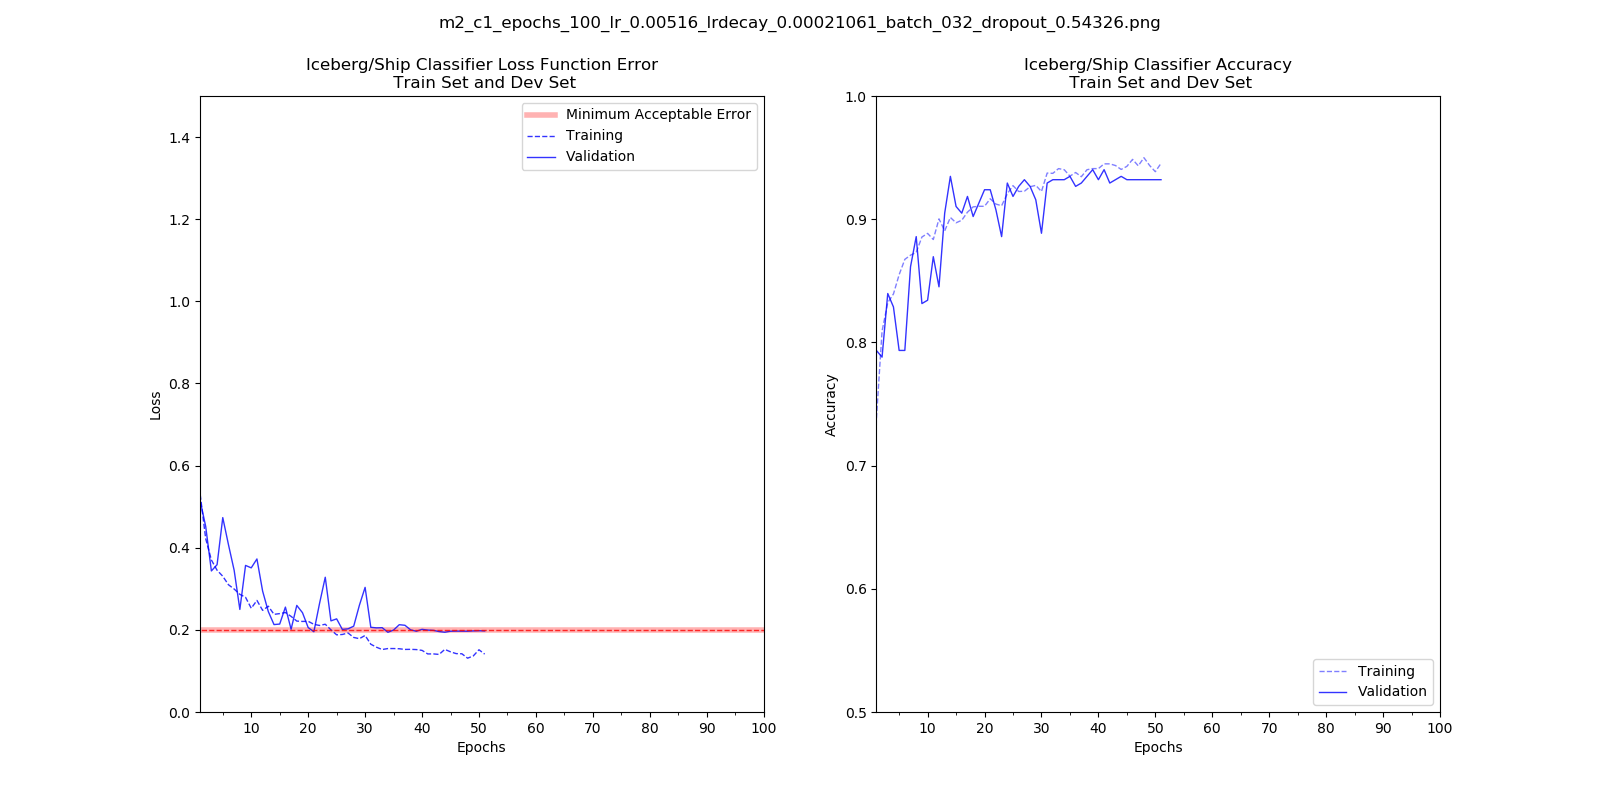 m2_c1_epochs_100_lr_0.00516_lrdecay_0.00021061_batch_032_dropout_0.54326.png
Iceberg/Ship Classifier Loss Function Error
Train Set and Dev Set
1.4
1.2
1.0
0.8
0.6
0.4
0.2
0.0
Loss
Minimum Acceptable Error
Training
Validation
10 20 30 40 50 60 70 80 90 100
Epochs
Iceberg/Ship Classifier Accuracy
Train Set and Dev Set
1.0
0.9
0.8
0.7
0.6
0.5
Accuracy
Training
Validation
10 20 30 40 50 60 70 80 90 100
Epochs